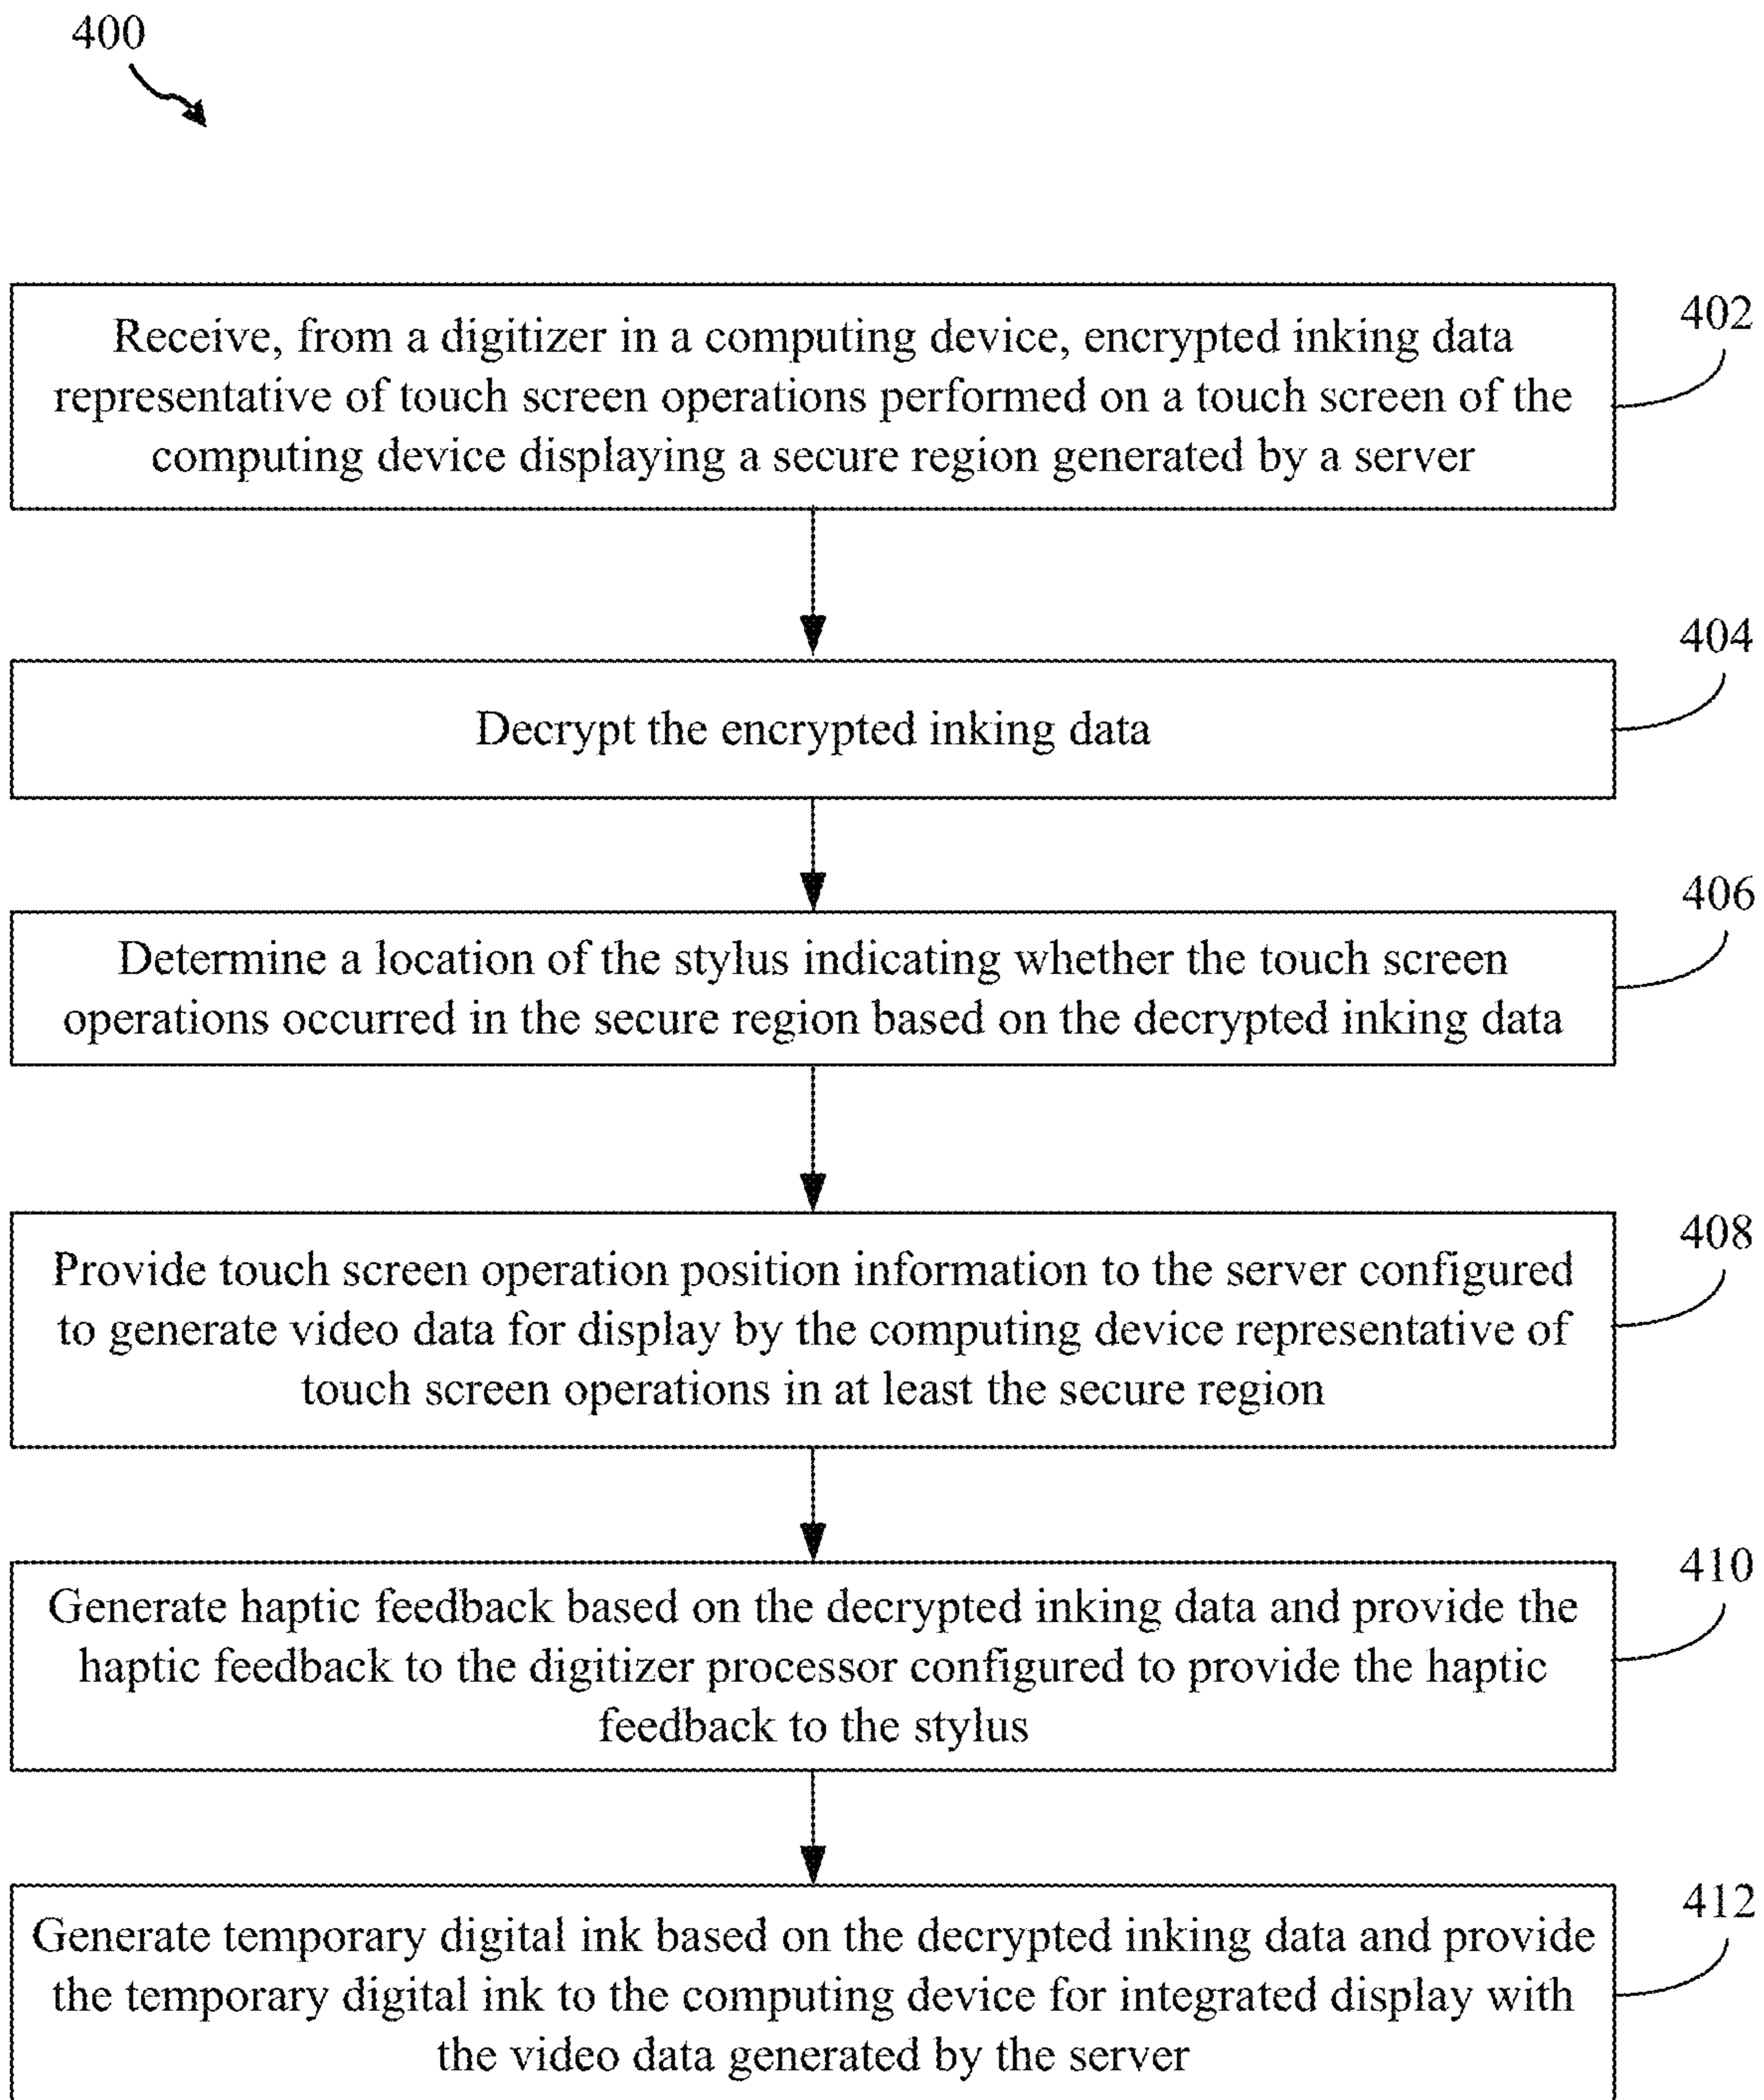 400
Receive, from a digitizer in a computing device, encrypted inking data
representative of touch screen operations performed on a touch screen of the
computing device displaying a secure region generated by a server
402
Decrypt the encrypted inking data
404
Determine a location of the stylus indicating whether the touch screen
operations occurred in the secure region based on the decrypted inking data
406
Provide touch screen operation position information to the server configured
to generate video data for display by the computing device representative of
touch screen operations in at least the secure region
408
Generate haptic feedback based on the decrypted inking data and provide the
haptic feedback to the digitizer processor configured to provide the haptic
feedback to the stylus
410
Generate temporary digital ink based on the decrypted inking data and provide
the temporary digital ink to the computing device for integrated display with
the video data generated by the server
412